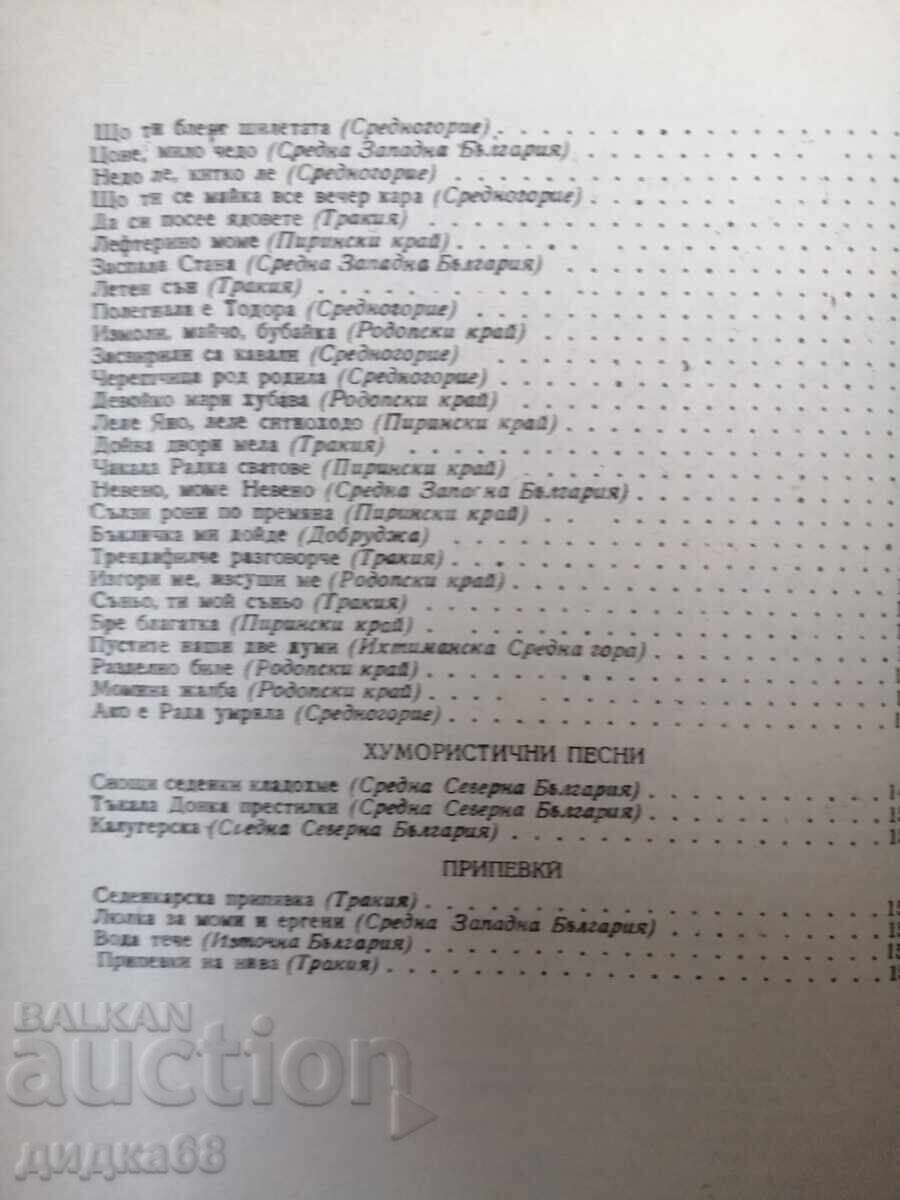 Що ти блеят шилетата (Средногорие)
Цоне, мило чедо (Средна Западна България)
Недо ле, китко ле (Средногорие)
Що ти се майка все вечер кара (Средногорие)
Да си посее ядовете (Тракия)
Лефтерино моме (Пирински край)
Заспала Стана (Средна Западна България)
Летен сън (Тракия)
Полегнала е Тодора (Средногорие)
Измоли, майчо, бубайка (Родопски край)
Засвирили са кавали (Средногорие)
Черешчица род родила (Средногорие)
Девойко мари хубава (Родопски край)
Леле Яно, леле ситноходо (Пирински край)
Дойна двори мела (Тракия)
Чакала Радка сватове (Пирински край)
Невено, моме Невено (Средна Западна България)
Сълзи рони по премяна (Пирински край)
Бъкличка ми дойде (Добруджа)
Трендафилче разговорче (Тракия)
Изгори ме, изсуши ме (Родопски край)
Съньо, ти мой съньо (Тракия)
Бре благатка (Пирински край)
Пустите наши две думи (Ихтиманска Средна гора)
Разделно биле (Родопски край)
Момина жалба (Родопски край)
Ако е Рада умряла (Средногорие)
ХУМОРИСТИЧНИ ПЕСНИ
Снощи седенки кладохме (Средна Северна България)
Тъкала Донка престилки (Средна Северна България)
Калугерска (Средна Северна България)
ПРИПЕВКИ
Седенкарска припявка (Тракия)
Люлка за моми и ергени (Средна Западна България)
Вода тече (Източна България)
Припевки на нива (Тракия)
BALKAN
auction
дидка68